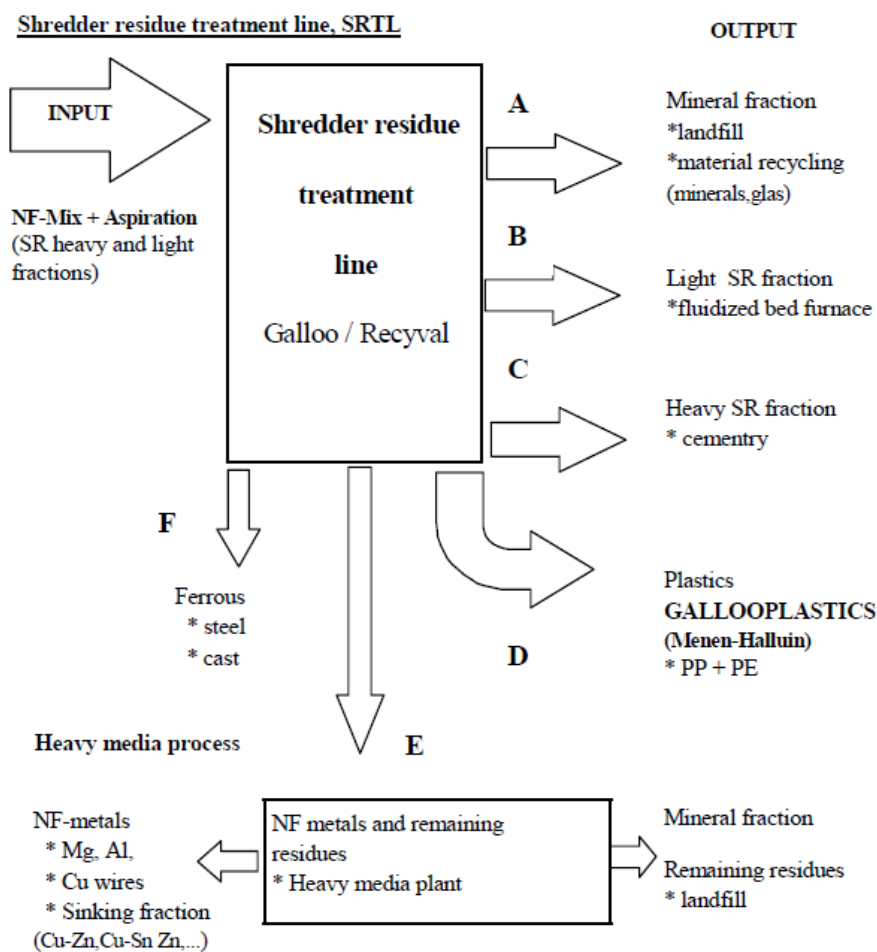 Shredder residue treatment line, SRTL
OUTPUT
INPUT
NF-Mix + Aspiration
(SR heavy and light
fractions)
Shredder residue
treatment
line
Galloo / Recyval
A
Mineral fraction
*landfill
*material recycling
(minerals,glas)
B
Light SR fraction
*fluidized bed furnace
C
Heavy SR fraction
* cementry
F
Ferrous
* steel
* cast
D
Plastics
GALLOOPLASTICS
(Menen-Halluin)
* PP + PE
Heavy media process
E
NF-metals
* Mg, Al,
* Cu wires
* Sinking fraction
(Cu-Zn,Cu-Sn Zn,...)
NF metals and remaining
residues
* Heavy media plant
Mineral fraction
Remaining residues
* landfill